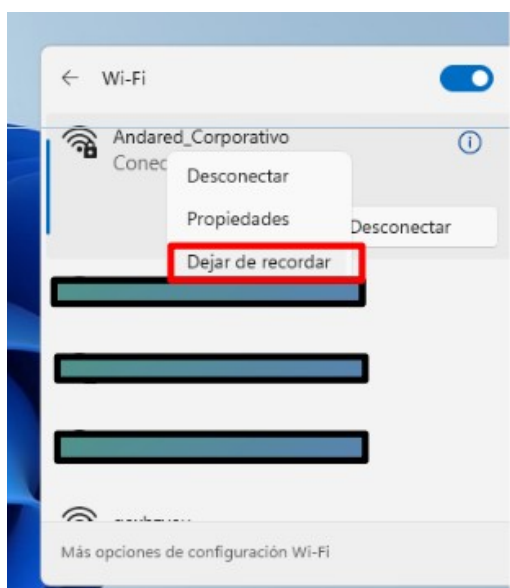 Wi-Fi
Andared_Corporativo
Conec
Desconectar
Propiedades
Desconectar
Dejar de recordar
Más opciones de configuración Wi-Fi